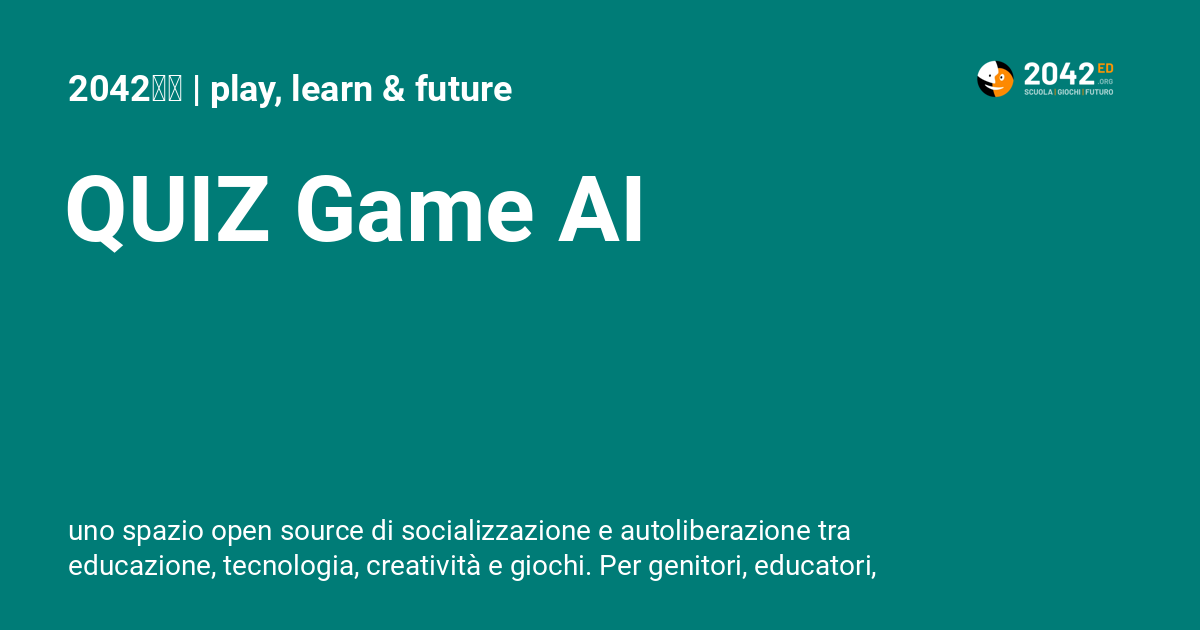 2042 | play, learn & future
2042 ED
.ORG
SCUOLA | GIOCHI | FUTURO
QUIZ Game AI
uno spazio open source di socializzazione e autoliberazione tra
educazione, tecnologia, creatività e giochi. Per genitori, educatori,